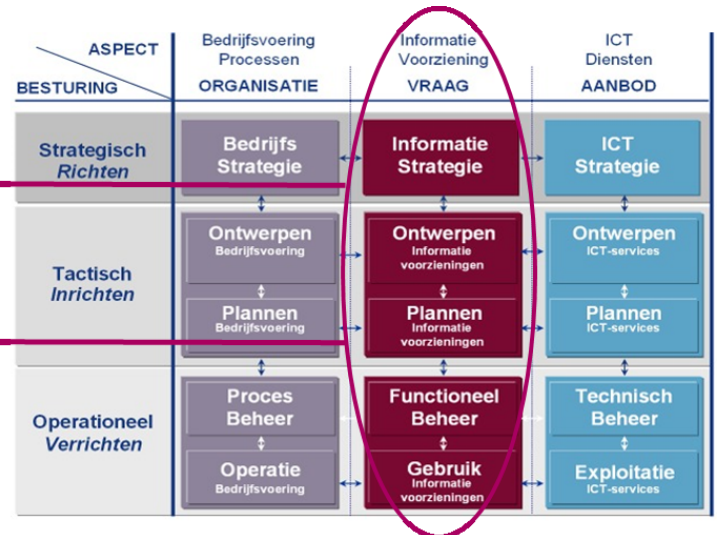 ASPECT
BESTURING
Bedrijfsvoering
Processen
ORGANISATIE
Informatie
Voorziening
VRAAG
ICT
Diensten
AANBOD
Strategisch
Richten
Bedrijfs
Strategie
Informatie
Strategie
ICT
Strategie
Tactisch
Inrichten
Ontwerpen
Bedrijfsvoering
Ontwerpen
Informatie
voorzieningen
Ontwerpen
ICT-services
Plannen
Bedrijfsvoering
Plannen
Informatie
voorzieningen
Plannen
ICT-services
Operationeel
Verrichten
Proces
Beheer
Functioneel
Beheer
Technisch
Beheer
Operatie
Bedrijfsvoering
Gebruik
Informatie
voorzieningen
Exploitatie
ICT-services